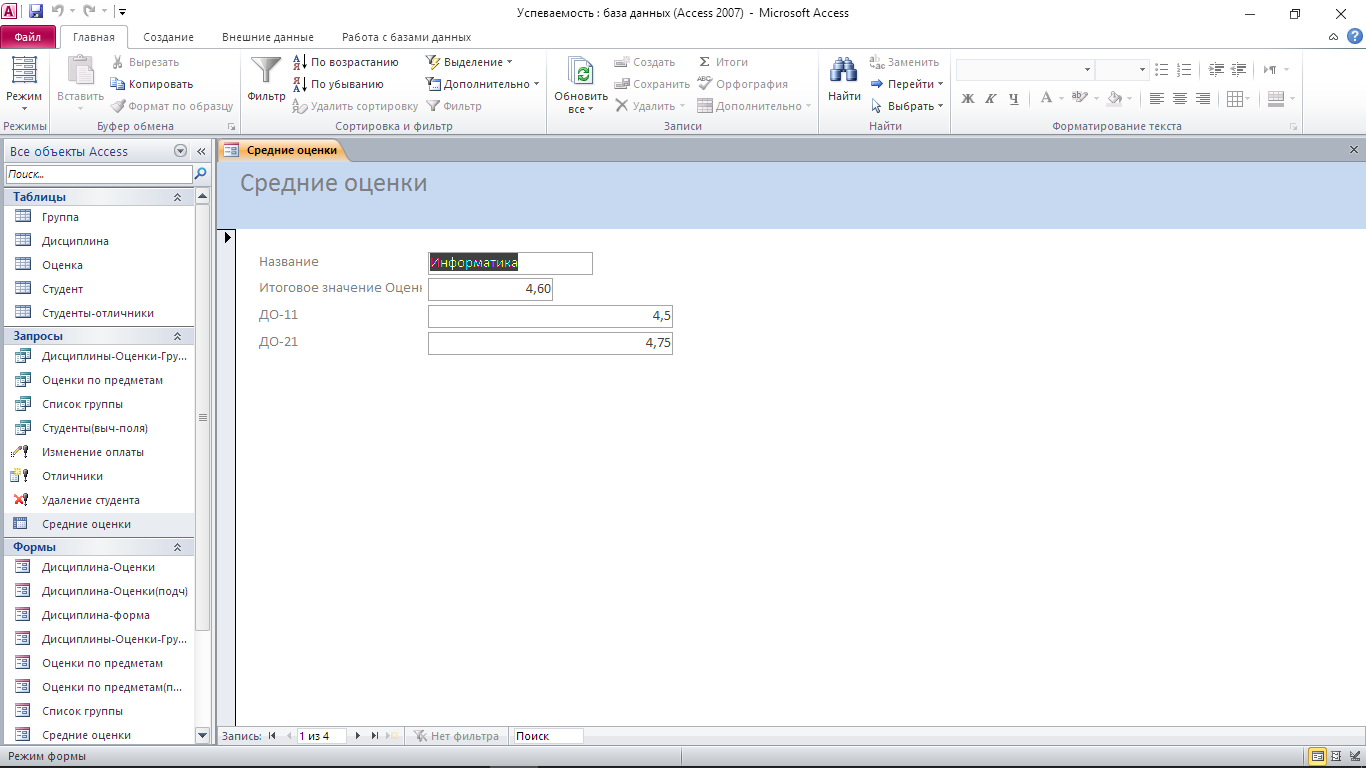 Успеваемость : база данных (Access 2007) - Microsoft Access
Файл Главная Создание Внешние данные Работа с базами данных
Режим
Режимы
Вставить
Вырезать
Копировать
Формат по образцу
Буфер обмена
Фильтр
По возрастанию
По убыванию
Удалить сортировку
Выделение
Дополнительно
Фильтр
Сортировка и фильтр
Обновить
все
Создать
Сохранить
Удалить
Итоги
Орфография
Дополнительно
Записи
Найти
Заменить
Перейти
Выбрать
Найти
Ж К Ч А
Форматирование текста
Все объекты Access
Поиск...
Таблицы
Группа
Дисциплина
Оценка
Студент
Студенты-отличники
Запросы
Дисциплины-Оценки-Гру...
Оценки по предметам
Список группы
Студенты(выч-поля)
Изменение оплаты
Отличники
Удаление студента
Средние оценки
Формы
Дисциплина-Оценки
Дисциплина-Оценки(подч)
Дисциплина-форма
Дисциплины-Оценки-Гру...
Оценки по предметам
Оценки по предметам(п...
Список группы
Средние оценки
Средние оценки
Средние оценки
Название Информатика
Итоговое значение Оцен 4,60
ДО-11 4,5
ДО-21 4,75
Запись: 1 из 4 Нет фильтра Поиск
Режим формы